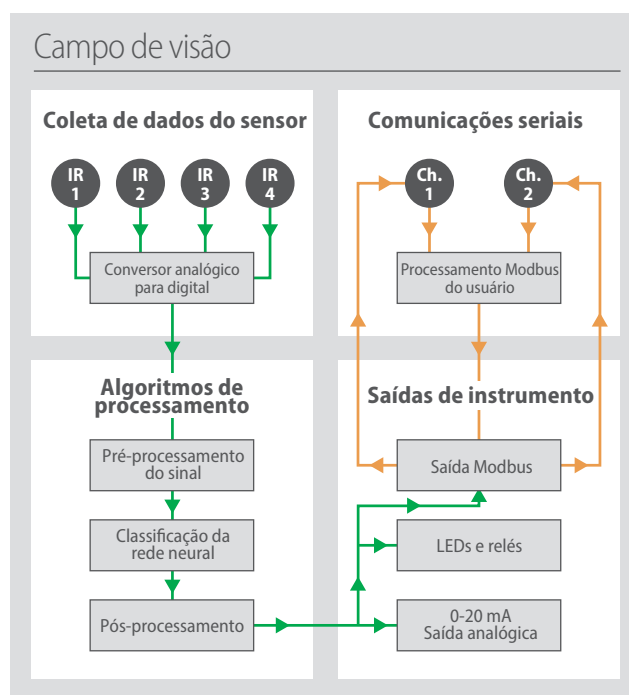 Campo de visão
Coleta de dados do sensor
IR
1
IR
2
IR
3
IR
4
Conversor analógico
para digital
Comunicações seriais
Ch.
1
Ch.
2
Processamento Modbus
do usuário
Algoritmos de
processamento
Pré-processamento
do sinal
Classificação da
rede neural
Pós-processamento
Saídas de instrumento
Saída Modbus
LEDs e relés
0-20 mA
Saída analógica